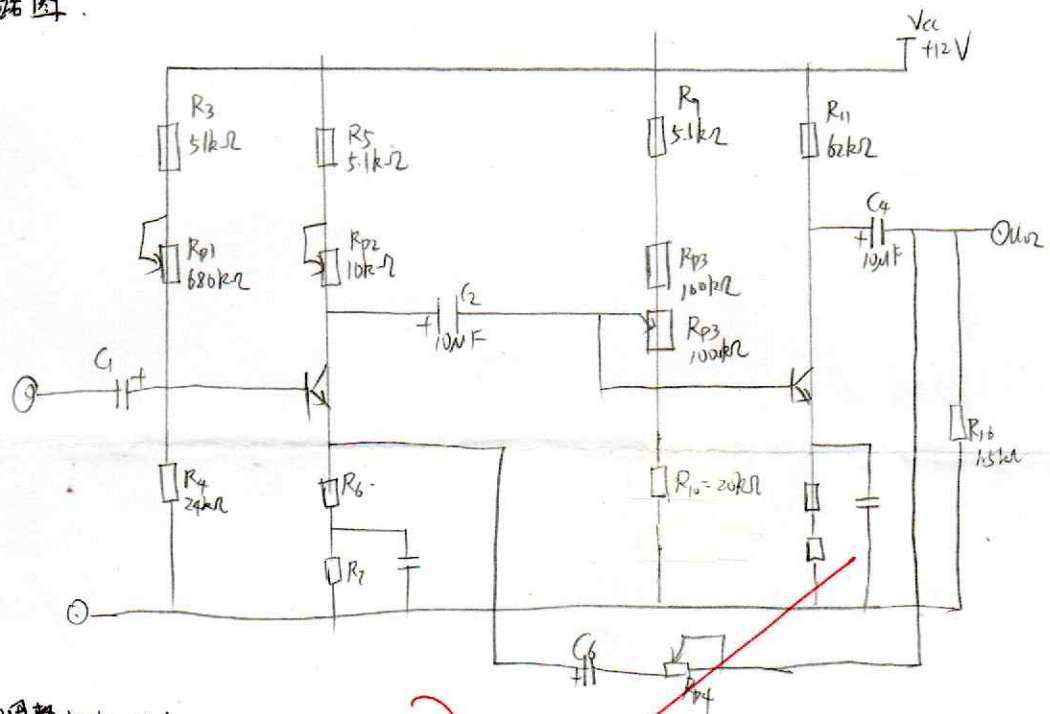 路图.
Vcc
+12V
R3
51kΩ
R5
5.1kΩ
R9
5.1kΩ
R11
62kΩ
C4
+
10μF
Uo2
Rp1
680kΩ
Rp2
10kΩ
Rp3
100kΩ
C2
+
10μF
Rp3
100kΩ
C1
+
R4
24kΩ
R6
R10=20kΩ
R16
1.5kΩ
R7
C6
+
Rp4
调整